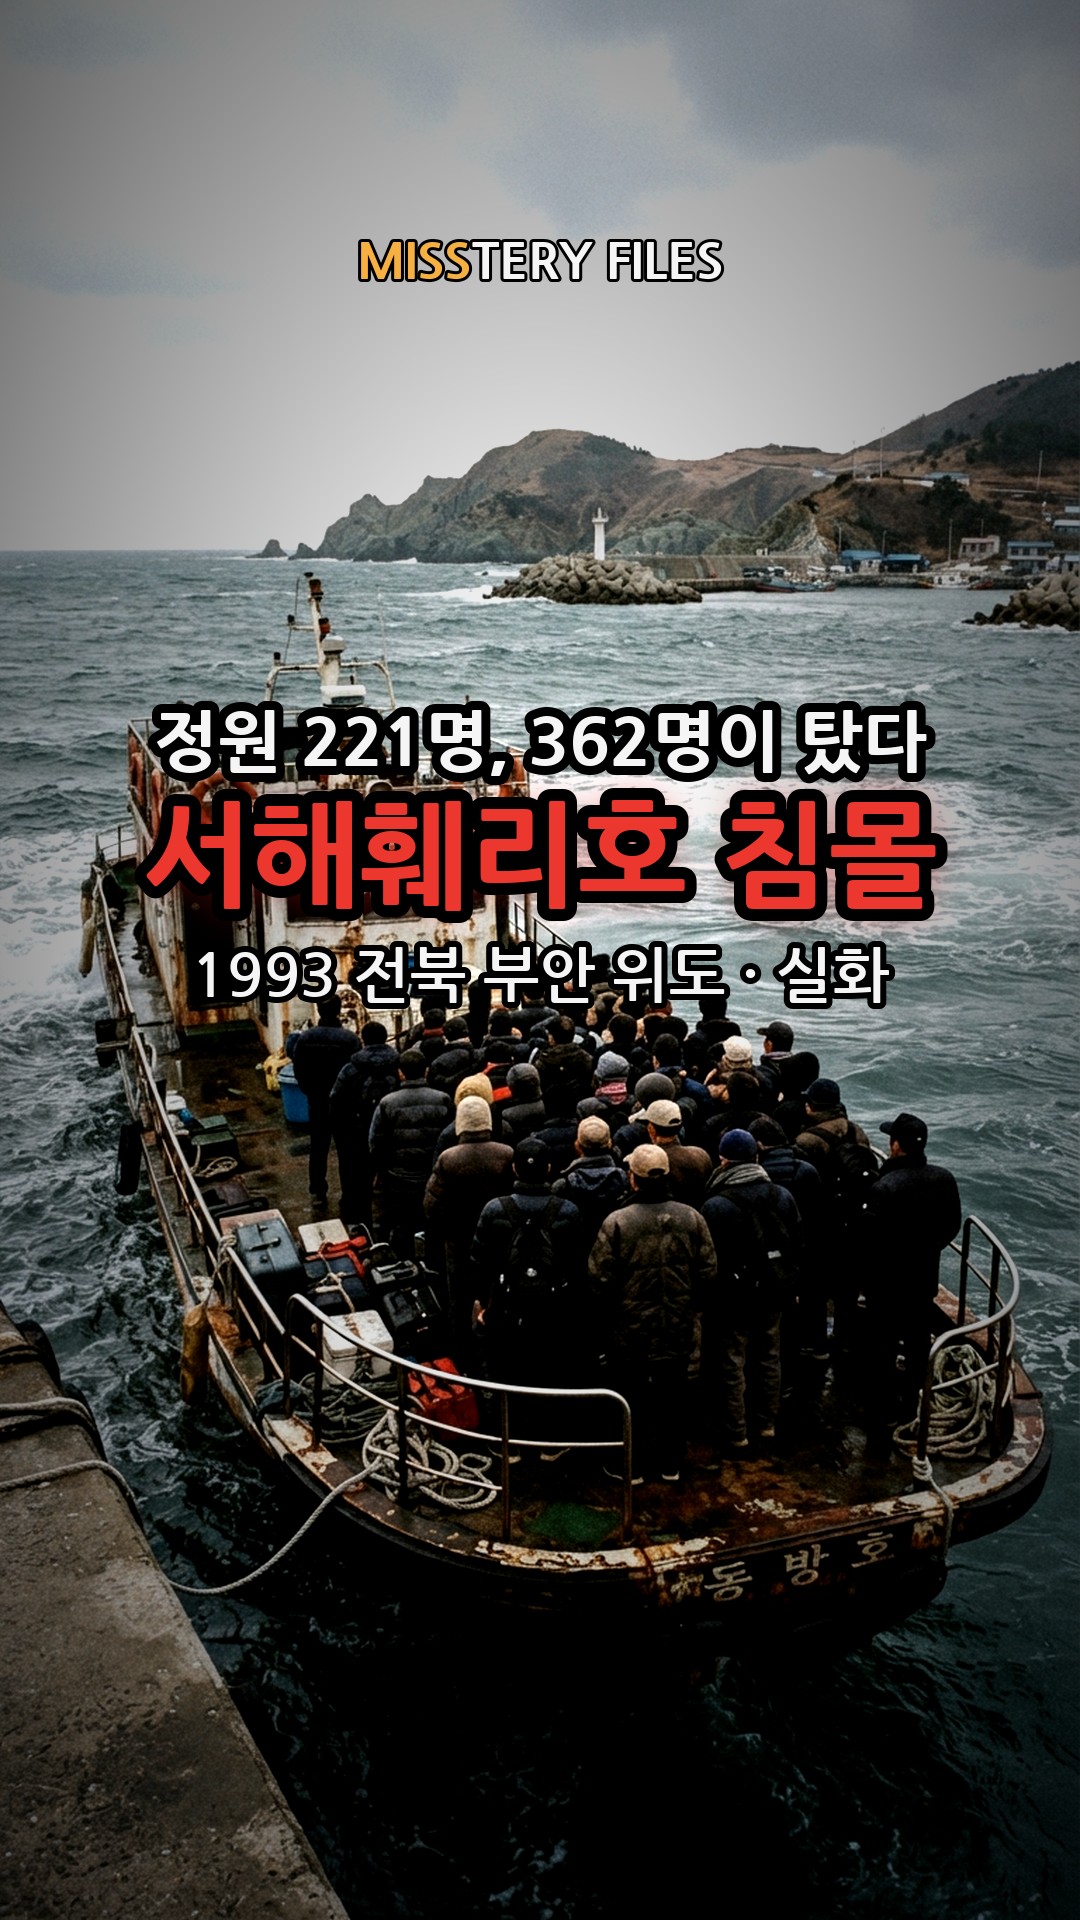 MISSTERY FILES
정원 221명, 362명이 탔다
서해훼리호 침몰
1993 전북 부안 위도 · 실화
동방호